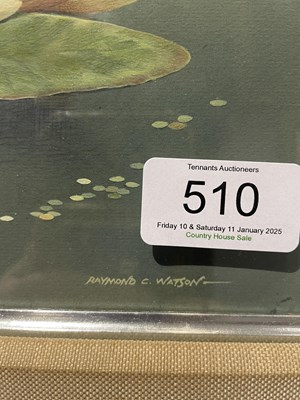 Tennants Auctioneers
510
Friday 10 & Saturday 11 January 2025
Country House Sale
RAYMOND C. WATSON